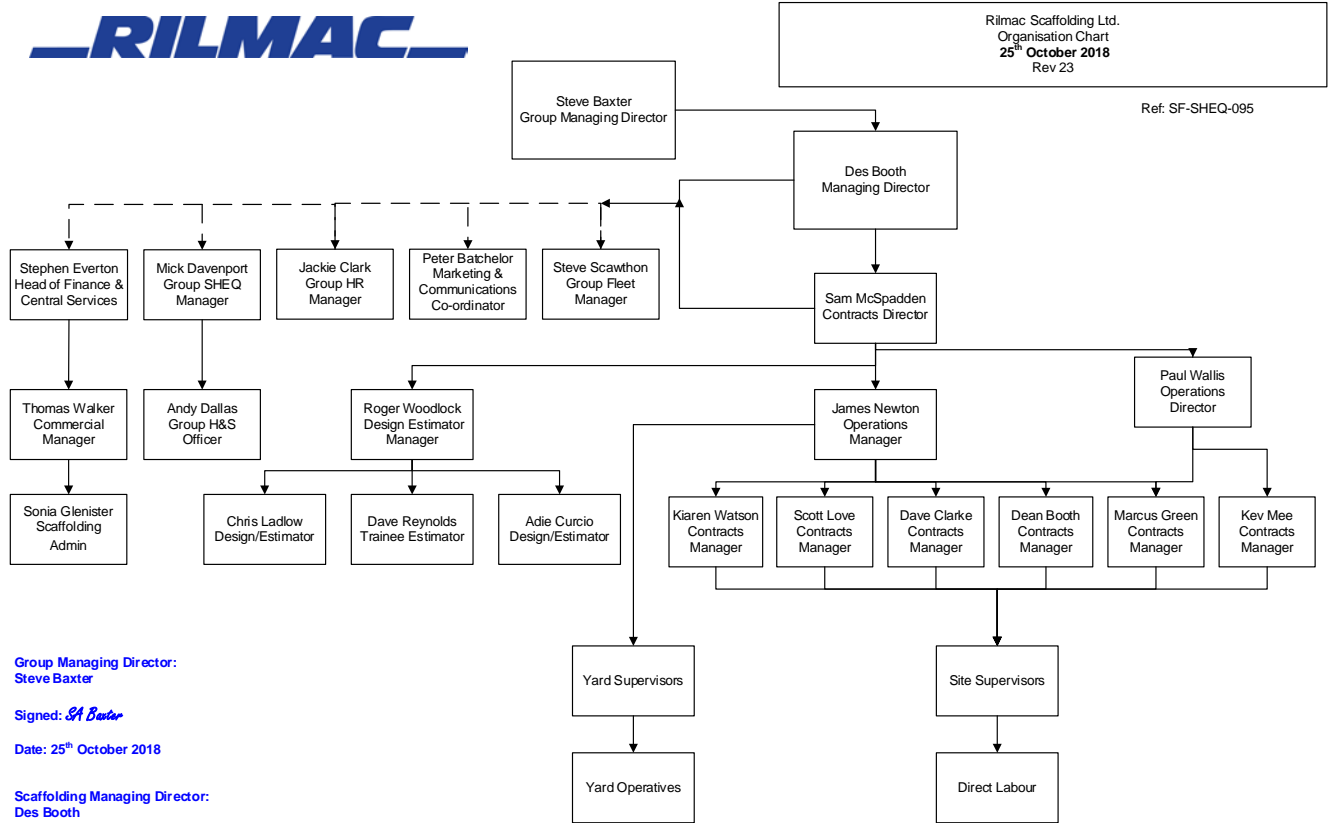 RILMAC
Rilmac Scaffolding Ltd.
Organisation Chart
25th October 2018
Rev 23
Ref: SF-SHEQ-095
Steve Baxter
Group Managing Director
Des Booth
Managing Director
Stephen Everton
Head of Finance &
Central Services
Mick Davenport
Group SHEQ
Manager
Jackie Clark
Group HR
Manager
Peter Batchelor
Marketing &
Communications
Co-ordinator
Steve Scawthon
Group Fleet
Manager
Sam McSpadden
Contracts Director
Thomas Walker
Commercial
Manager
Andy Dallas
Group H&S
Officer
Roger Woodlock
Design Estimator
Manager
James Newton
Operations
Manager
Paul Wallis
Operations
Director
Sonia Glenister
Scaffolding
Admin
Chris Ladlow
Design/Estimator
Dave Reynolds
Trainee Estimator
Adie Curcio
Design/Estimator
Kiaren Watson
Contracts
Manager
Scott Love
Contracts
Manager
Dave Clarke
Contracts
Manager
Dean Booth
Contracts
Manager
Marcus Green
Contracts
Manager
Kev Mee
Contracts
Manager
Yard Supervisors
Site Supervisors
Yard Operatives
Direct Labour
Group Managing Director:
Steve Baxter
Signed: SA Baxter
Date: 25th October 2018
Scaffolding Managing Director:
Des Booth